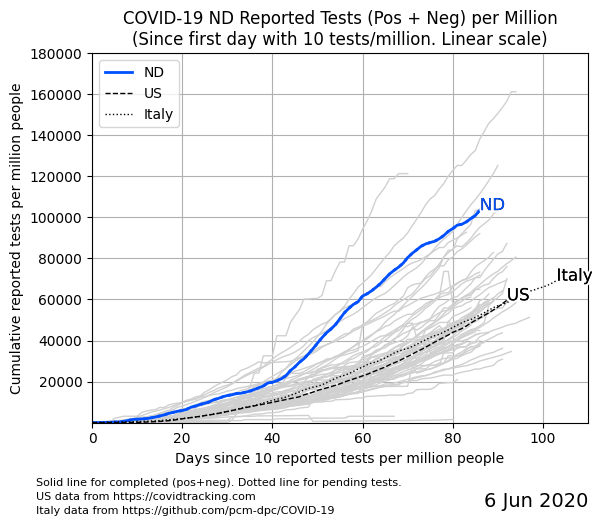 COVID-19 ND Reported Tests (Pos + Neg) per Million
(Since first day with 10 tests/million. Linear scale)
Cumulative reported tests per million people
180000
160000
140000
120000
100000
80000
60000
40000
20000
ND
US
Italy
ND
Italy
US
0 20 40 60 80 100
Days since 10 reported tests per million people
Solid line for completed (pos+neg). Dotted line for pending tests.
US data from https://covidtracking.com
Italy data from https://github.com/pcm-dpc/COVID-19
6 Jun 2020